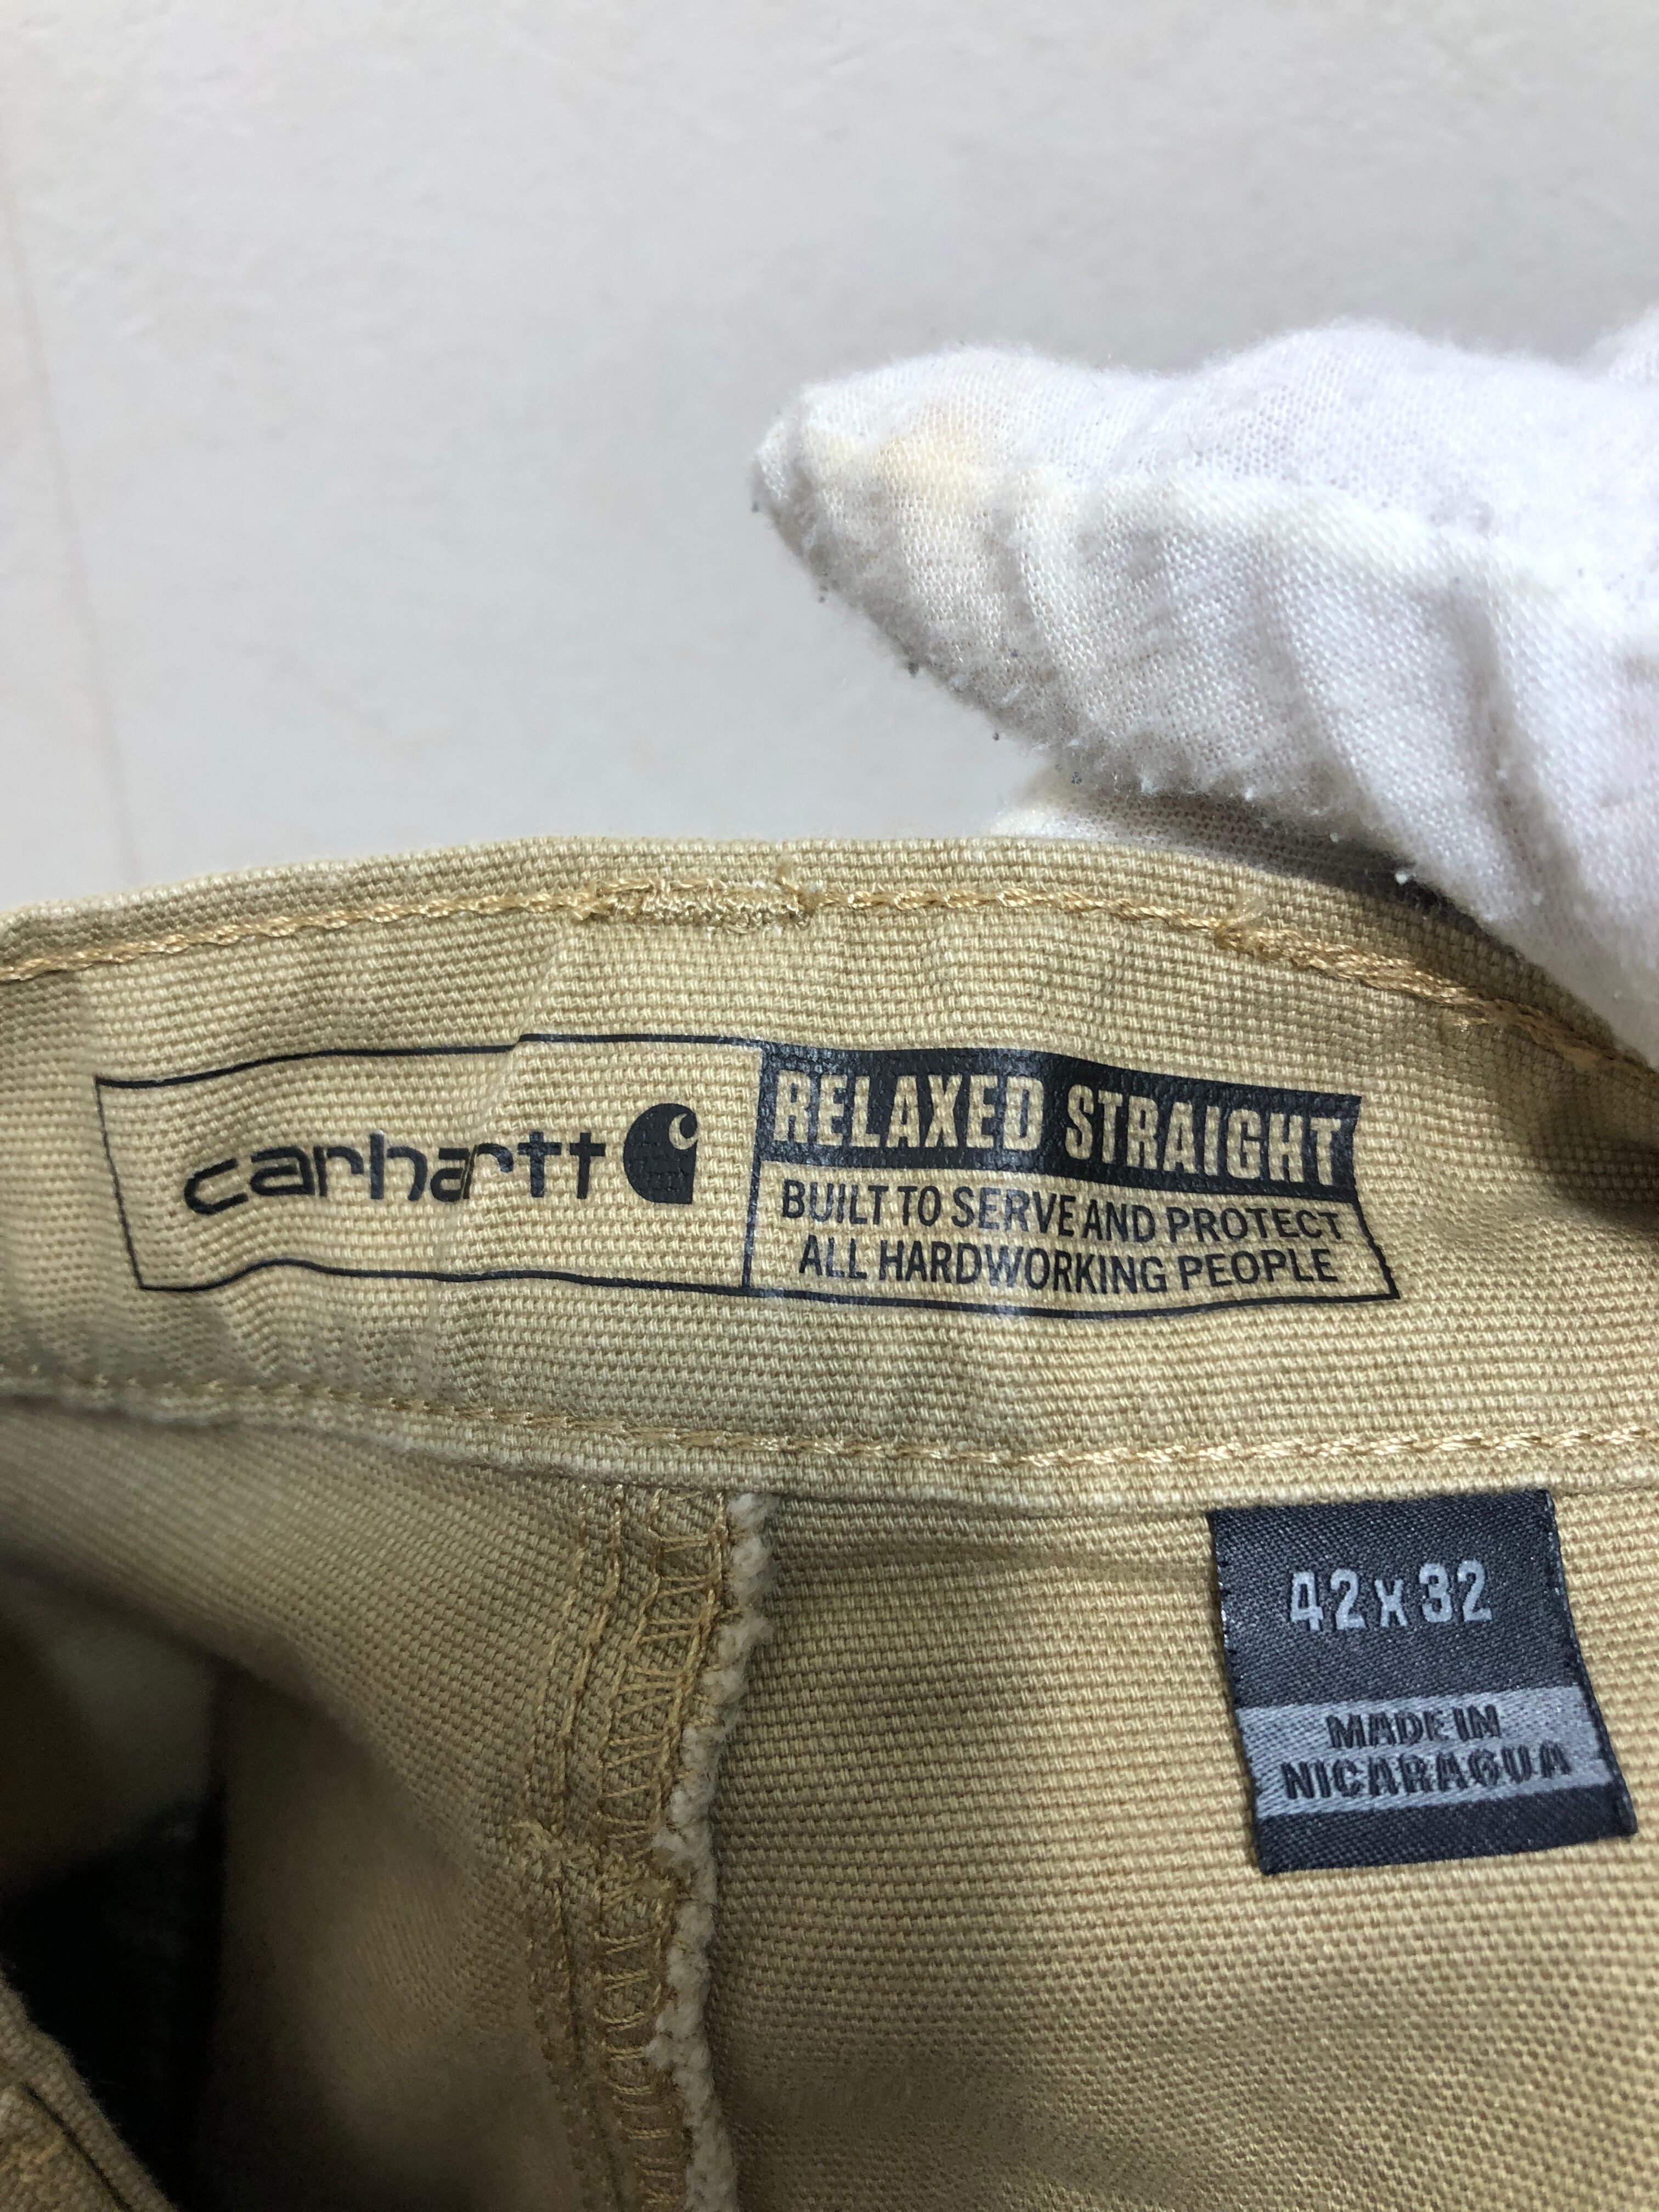 carhartt
RELAXED STRAIGHT
BUILT TO SERVE AND PROTECT
ALL HARDWORKING PEOPLE
42 x 32
MADE IN
NICARAGUA